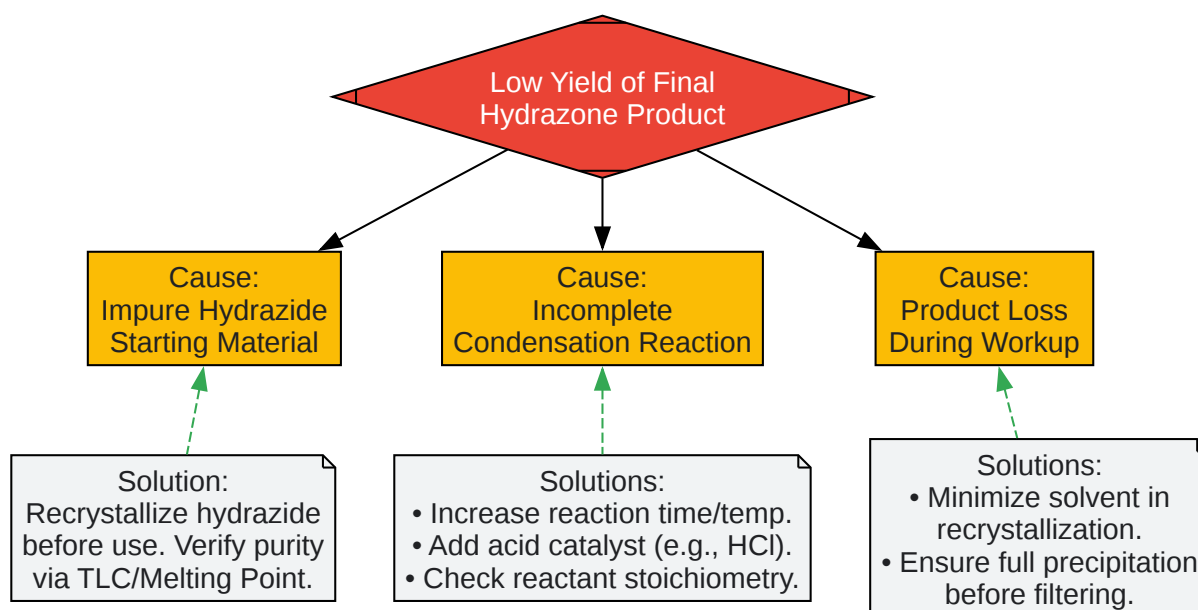 Low Yield of Final
Hydrazone Product
Cause:
Impure Hydrazide
Starting Material
Cause:
Incomplete
Condensation Reaction
Cause:
Product Loss
During Workup
Solution:
Recrystallize hydrazide
before use. Verify purity
via TLC/Melting Point.
Solutions:
• Increase reaction time/temp.
• Add acid catalyst (e.g., HCl).
• Check reactant stoichiometry.
Solutions:
• Minimize solvent in
recrystallization.
• Ensure full precipitation
before filtering.